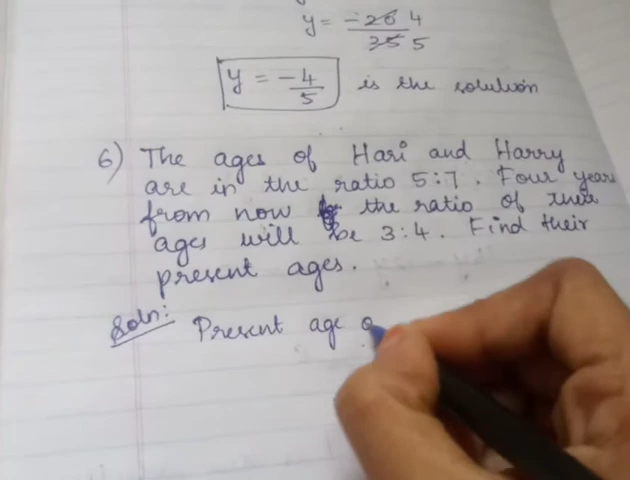 y = -20 4
25 5
y = -4/5 is the solution
6) The ages of Hari and Harry
are in the ratio 5:7. Four years
from now the ratio of their
ages will be 3:4. Find their
present ages.
Soln: Present age o